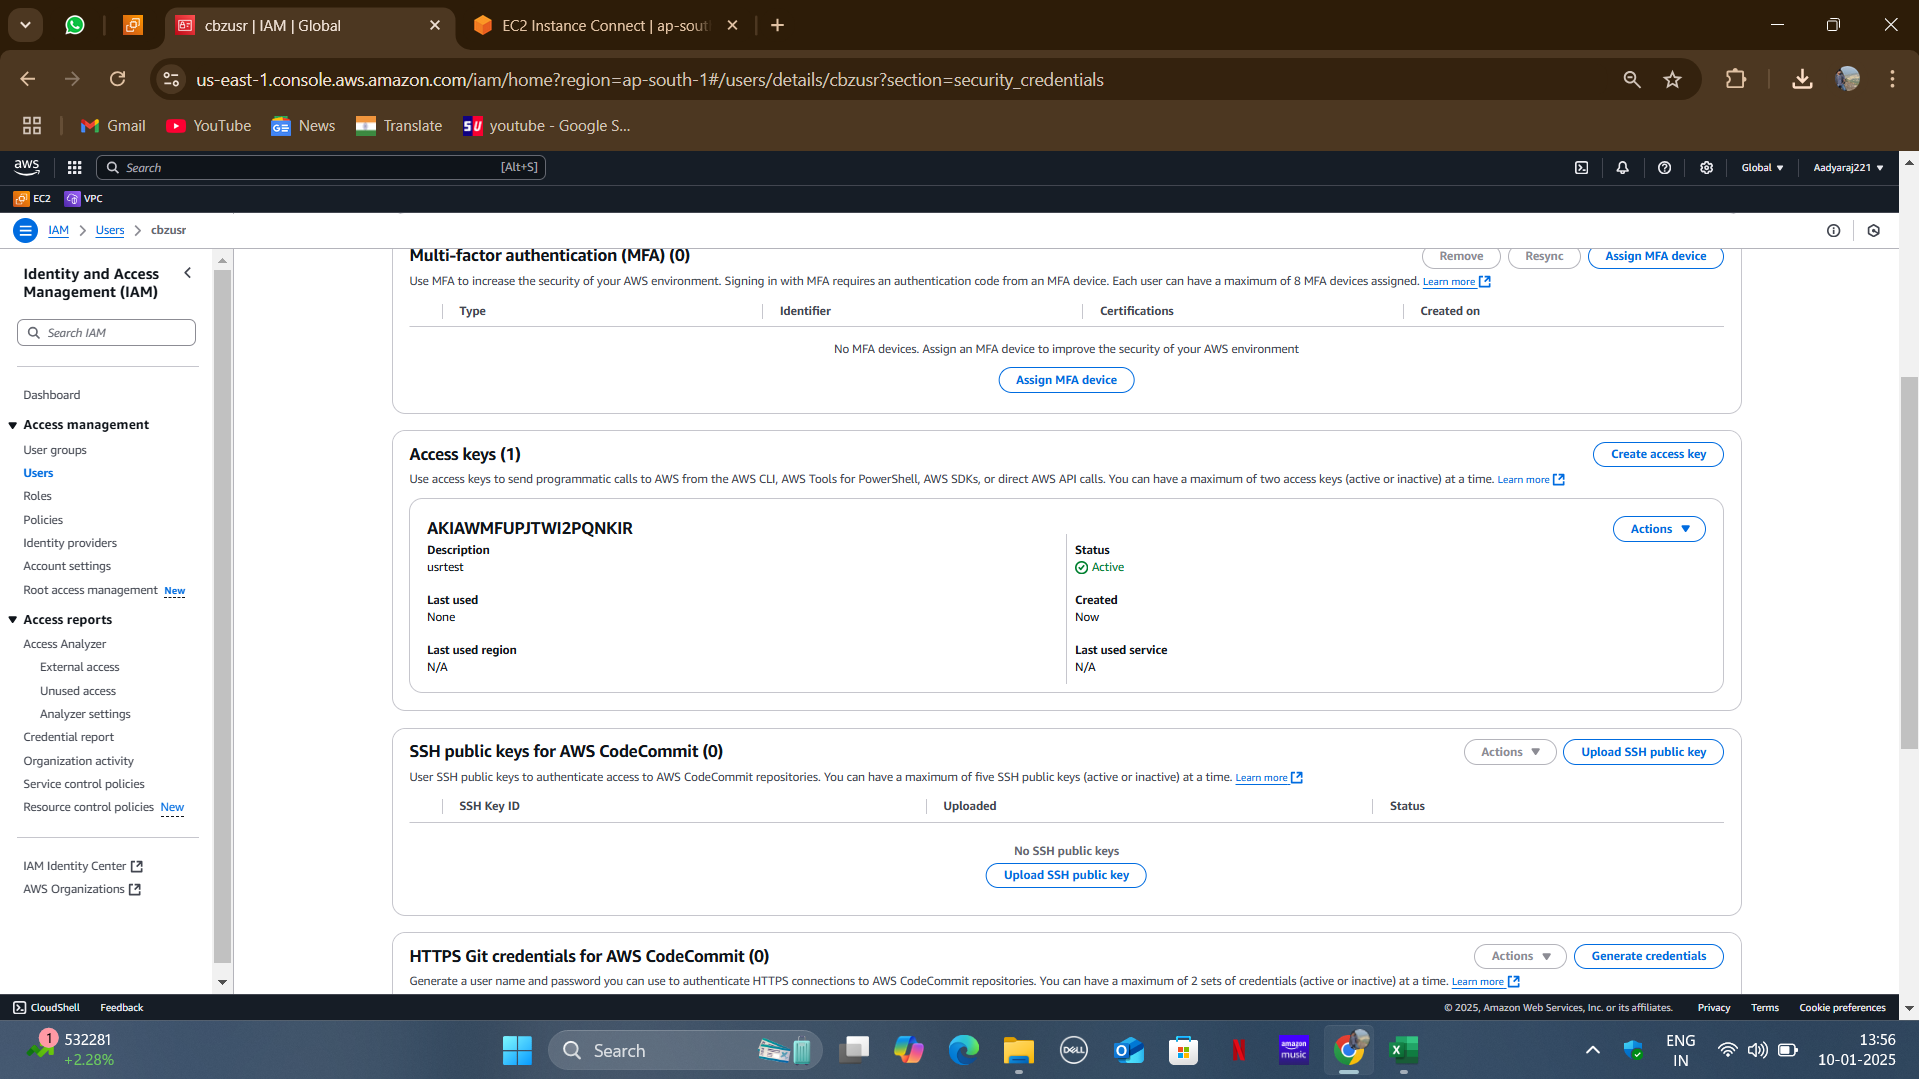 cbzusr | IAM | Global
EC2 Instance Connect | ap-sout
us-east-1.console.aws.amazon.com/iam/home?region=ap-south-1#/users/details/cbzusr?section=security_credentials
Gmail
YouTube
News
Translate
youtube - Google S...
aws
Search
[Alt+S]
Global
Aadyaraj221
EC2
VPC
IAM
Users
cbzusr
Identity and Access
Management (IAM)
Search IAM
Dashboard
Access management
User groups
Users
Roles
Policies
Identity providers
Account settings
Root access management New
Access reports
Access Analyzer
External access
Unused access
Analyzer settings
Credential report
Organization activity
Service control policies
Resource control policies New
IAM Identity Center
AWS Organizations
Multi-factor authentication (MFA) (0)
Remove
Resync
Assign MFA device
Use MFA to increase the security of your AWS environment. Signing in with MFA requires an authentication code from an MFA device. Each user can have a maximum of 8 MFA devices assigned. Learn more
Type
Identifier
Certifications
Created on
No MFA devices. Assign an MFA device to improve the security of your AWS environment
Assign MFA device
Access keys (1)
Create access key
Use access keys to send programmatic calls to AWS from the AWS CLI, AWS Tools for PowerShell, AWS SDKs, or direct AWS API calls. You can have a maximum of two access keys (active or inactive) at a time. Learn more
AKIAWMFUPJTWI2PQNKIR
Actions
Description
usrtest
Status
Active
Last used
None
Created
Now
Last used region
N/A
Last used service
N/A
SSH public keys for AWS CodeCommit (0)
Actions
Upload SSH public key
User SSH public keys to authenticate access to AWS CodeCommit repositories. You can have a maximum of five SSH public keys (active or inactive) at a time. Learn more
SSH Key ID
Uploaded
Status
No SSH public keys
Upload SSH public key
HTTPS Git credentials for AWS CodeCommit (0)
Actions
Generate credentials
Generate a user name and password you can use to authenticate HTTPS connections to AWS CodeCommit repositories. You can have a maximum of 2 sets of credentials (active or inactive) at a time. Learn more
CloudShell
Feedback
© 2025, Amazon Web Services, Inc. or its affiliates.
Privacy
Terms
Cookie preferences
1
532281
+2.28%
Search
DELL
amazon
music
ENG
IN
13:56
10-01-2025